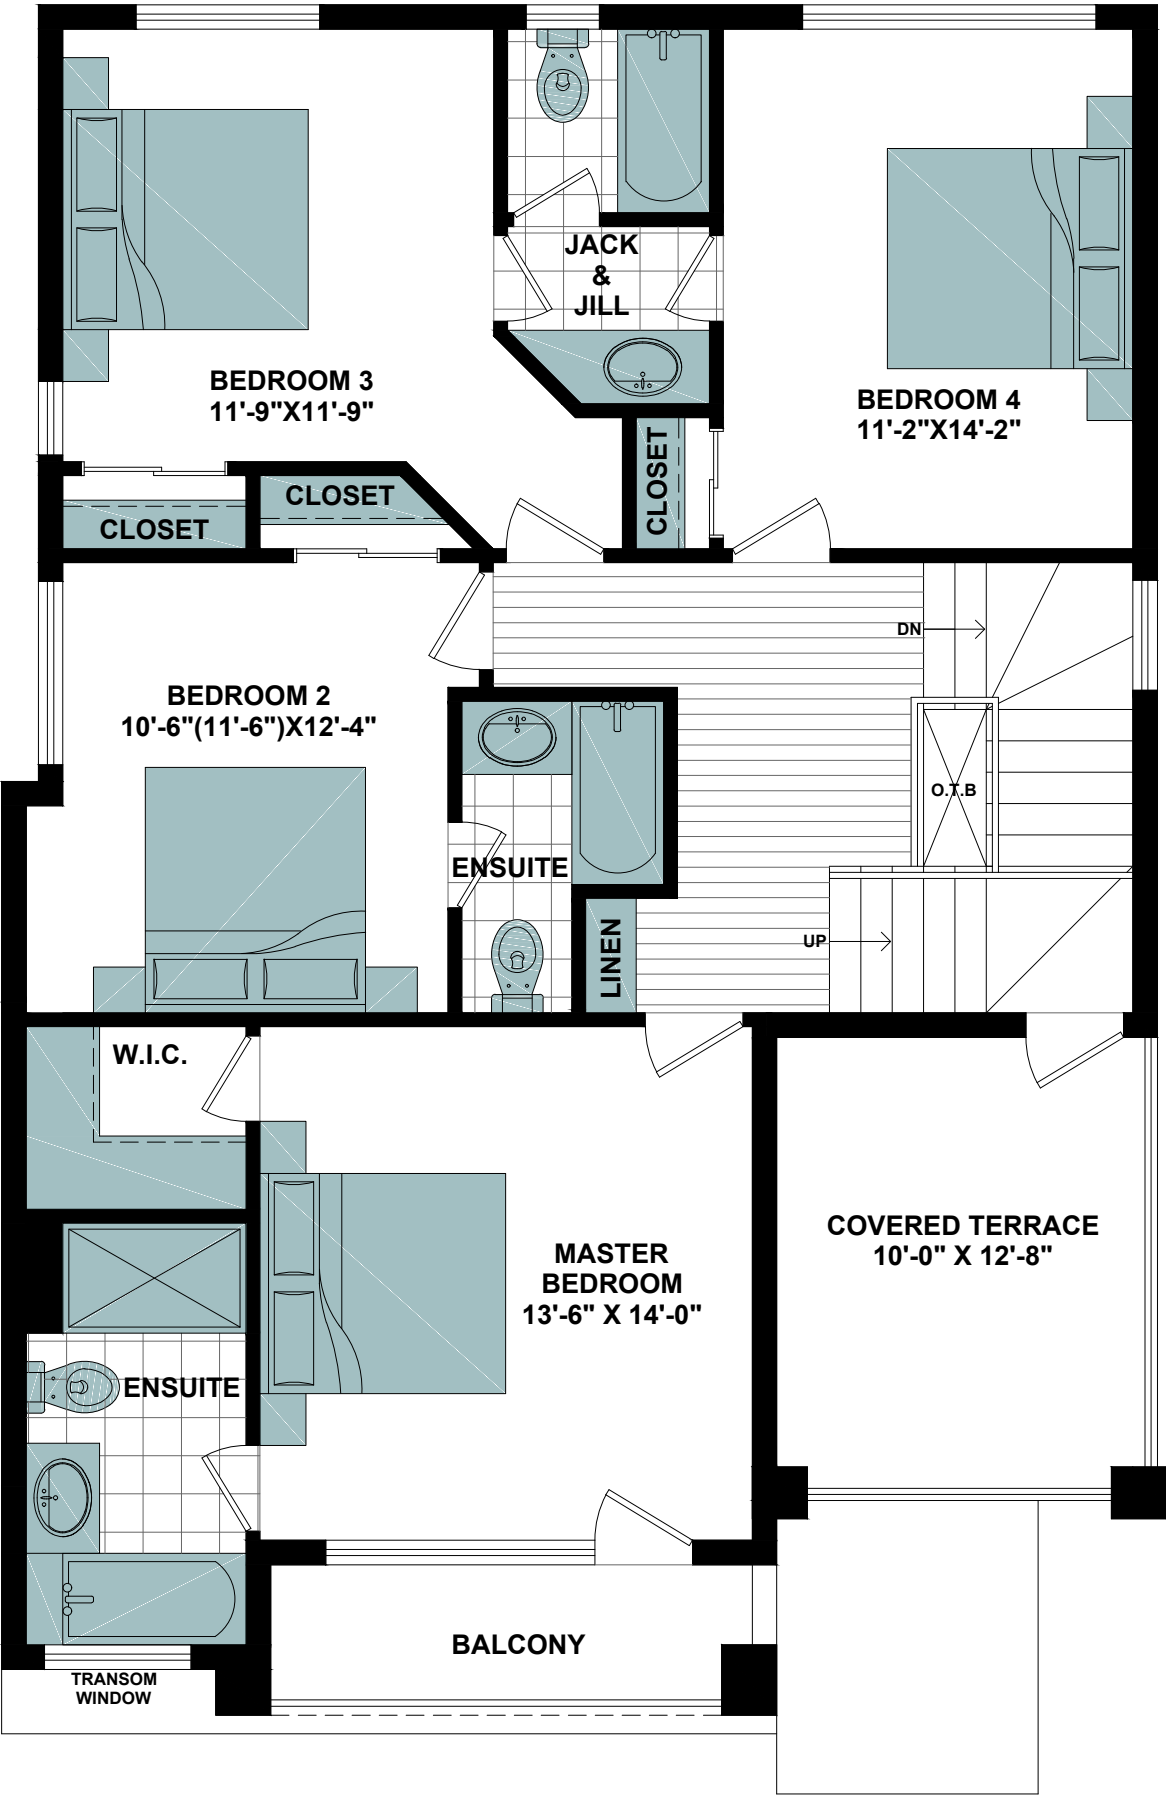 JACK
&
JILL
BEDROOM 3
11'-9"X11'-9"
BEDROOM 4
11'-2"X14'-2"
CLOSET
CLOSET
CLOSET
DN
BEDROOM 2
10'-6"(11'-6")X12'-4"
O.T.B
ENSUITE
LINEN
UP
W.I.C.
COVERED TERRACE
10'-0" X 12'-8"
MASTER
BEDROOM
13'-6" X 14'-0"
ENSUITE
BALCONY
TRANSOM
WINDOW